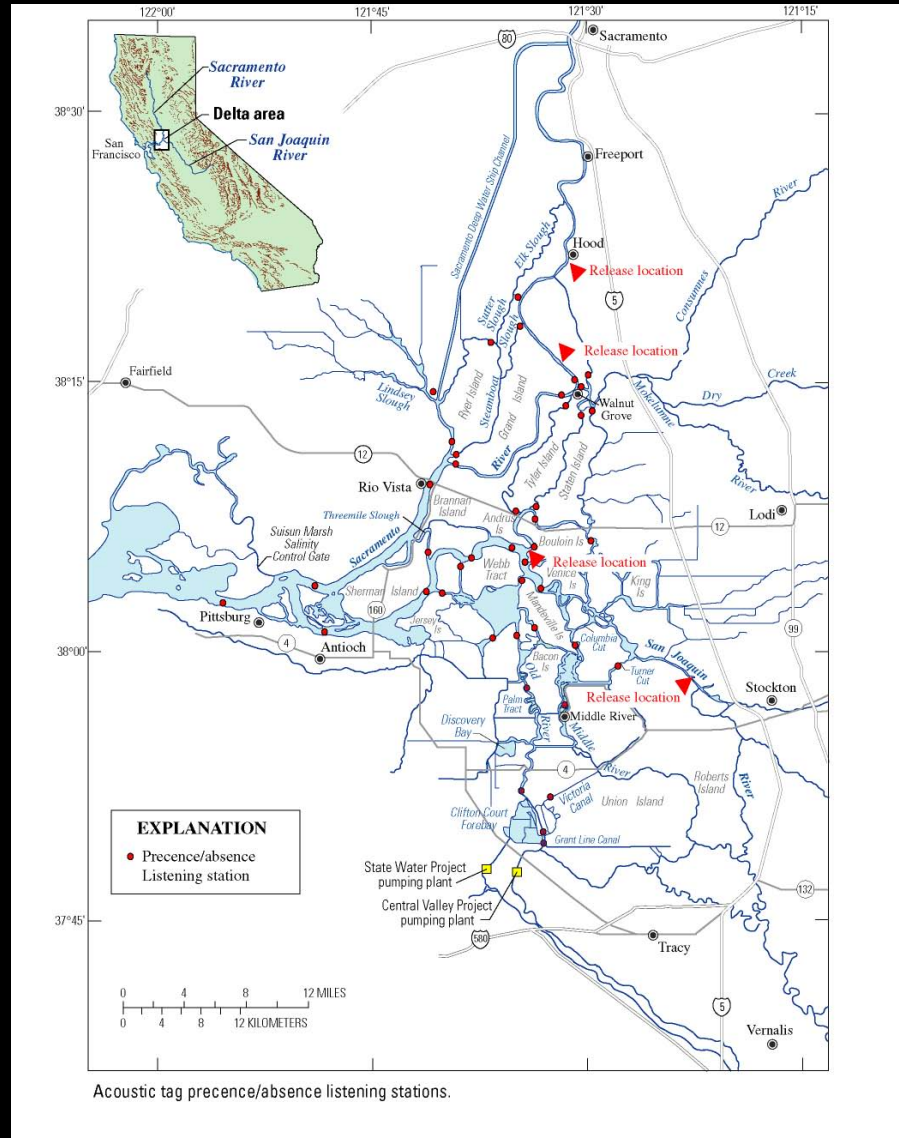 122°00'
121°45'
121°30'
121°15'
80
Sacramento
Sacramento
River
Delta area
San
Francisco
San Joaquin
River
38°30'
Sacramento Deep Water Ship Channel
Freeport
Elk Slough
Hood
Release location
River
Consumnes
5
Sutter
Slough
Steamboat
Slough
Release location
38°15'
Fairfield
Lindsey
Slough
Ryer Island
Grand Island
Walnut
Grove
Mokelumne
Dry
Creek
River
12
River
Tyler Island
Staten Island
Rio Vista
Brannan
Island
Andrus
Is
Lodi
12
Threemile Slough
Suisun Marsh
Salinity
Control Gate
Sacramento
Bouloin Is
Release location
Webb
Tract
Venice
Is
King
Is
Sherman Island
160
Jersey
Is
Mandeville Is
Pittsburg
4
Antioch
99
38°00'
Columbia
Cut
San Joaquin
Turner
Cut
Bacon
Is
Old
River
Palm
Tract
Release location
Stockton
Middle River
Discovery
Bay
Middle
River
4
Roberts
Island
River
Victoria
Canal
Union Island
Clifton Court
Forebay
Grant Line Canal
EXPLANATION
Precence/absence
Listening station
State Water Project
pumping plant
Central Valley Project
pumping plant
132
37°45'
580
Tracy
5
Vernalis
0 4 8 12 MILES
0 4 8 12 KILOMETERS
Acoustic tag precence/absence listening stations.